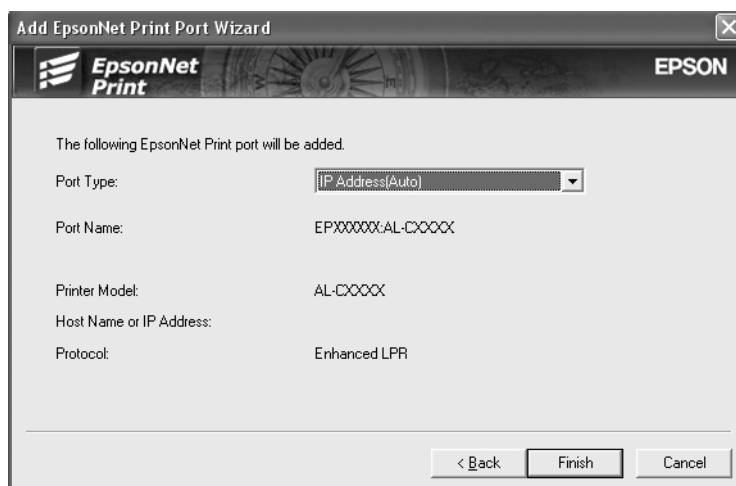 Add EpsonNet Print Port Wizard
EpsonNet
Print
EPSON
The following EpsonNet Print port will be added.
Port Type: IP Address(Auto)
Port Name: EPXXXXXX:AL-CXXXX
Printer Model: AL-CXXXX
Host Name or IP Address:
Protocol: Enhanced LPR
< Back Finish Cancel